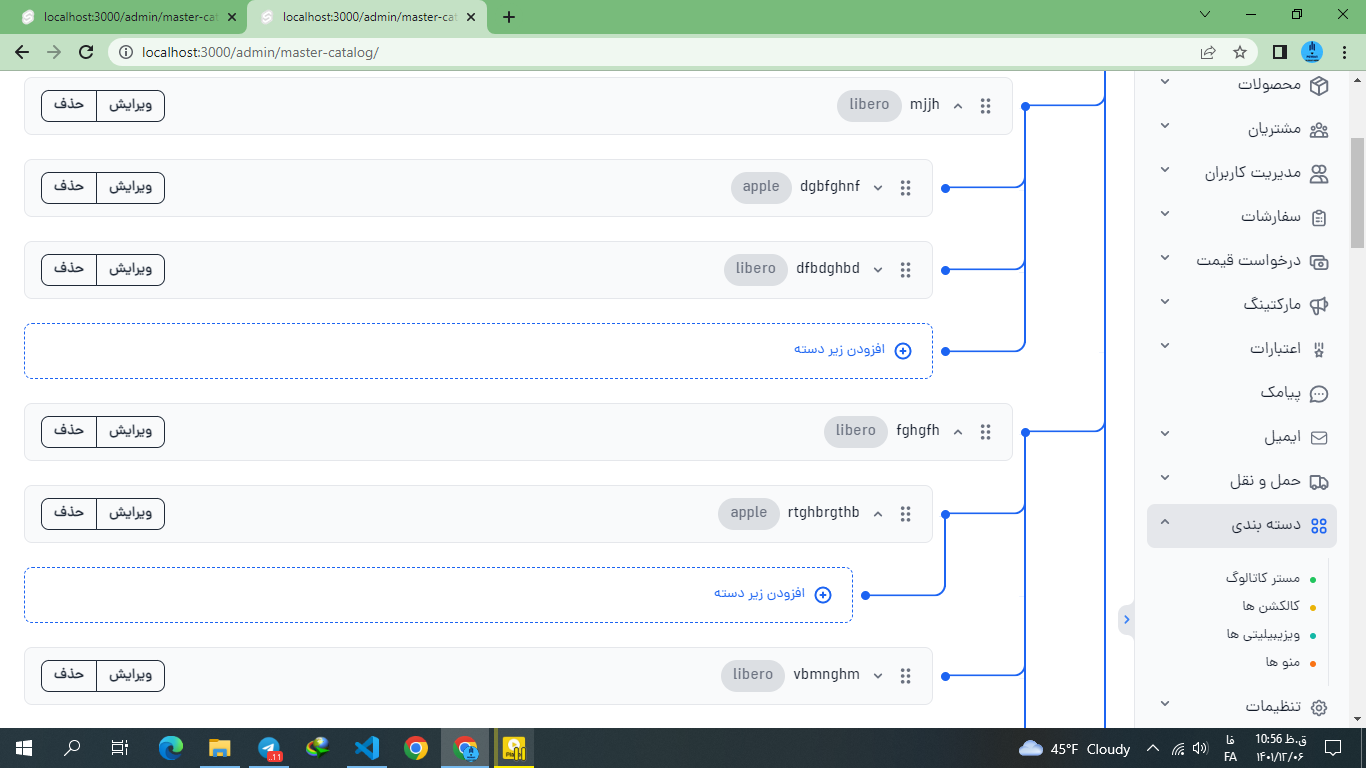 localhost:3000/admin/master-cat
localhost:3000/admin/master-cat
localhost:3000/admin/master-catalog/
محصولات
مشتریان
مدیریت کاربران
سفارشات
درخواست قیمت
مارکتینگ
اعتبارات
پیامک
ایمیل
حمل و نقل
دسته بندی
مستر کاتالوگ
کالکشن ها
ویزیبیلیتی ها
منو ها
تنظیمات
mjjh libero ویرایش حذف
dgbfghnf apple ویرایش حذف
dfbdghbd libero ویرایش حذف
افزودن زیر دسته
fghgfh libero ویرایش حذف
rtghbrgthb apple ویرایش حذف
افزودن زیر دسته
vbmnghm libero ویرایش حذف
45°F Cloudy
فا
FA
10:56 ق.ظ
۱۴۰۱/۱۲/۰۶